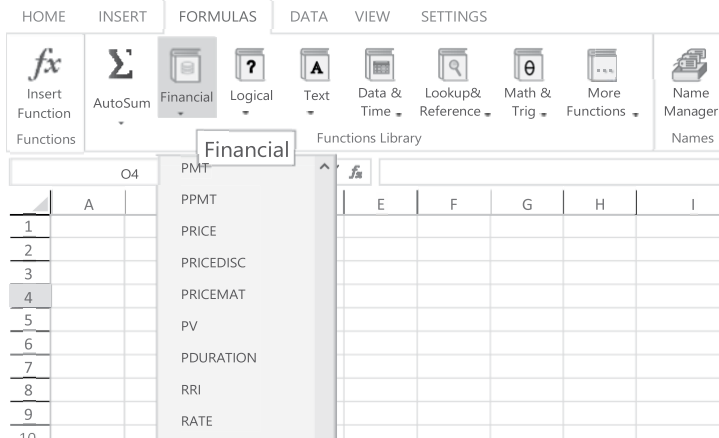 HOME INSERT FORMULAS DATA VIEW SETTINGS
fx Σ ? A θ
Insert Function AutoSum Financial Logical Text Data & Time Lookup& Reference Math & Trig More Functions Name Manager
Functions Functions Library Names
Financial
O4 fx
PMT
PPMT
PRICE
PRICEDISC
PRICEMAT
PV
PDURATION
RRI
RATE
A E F G H I
1
2
3
4
5
6
7
8
9
10